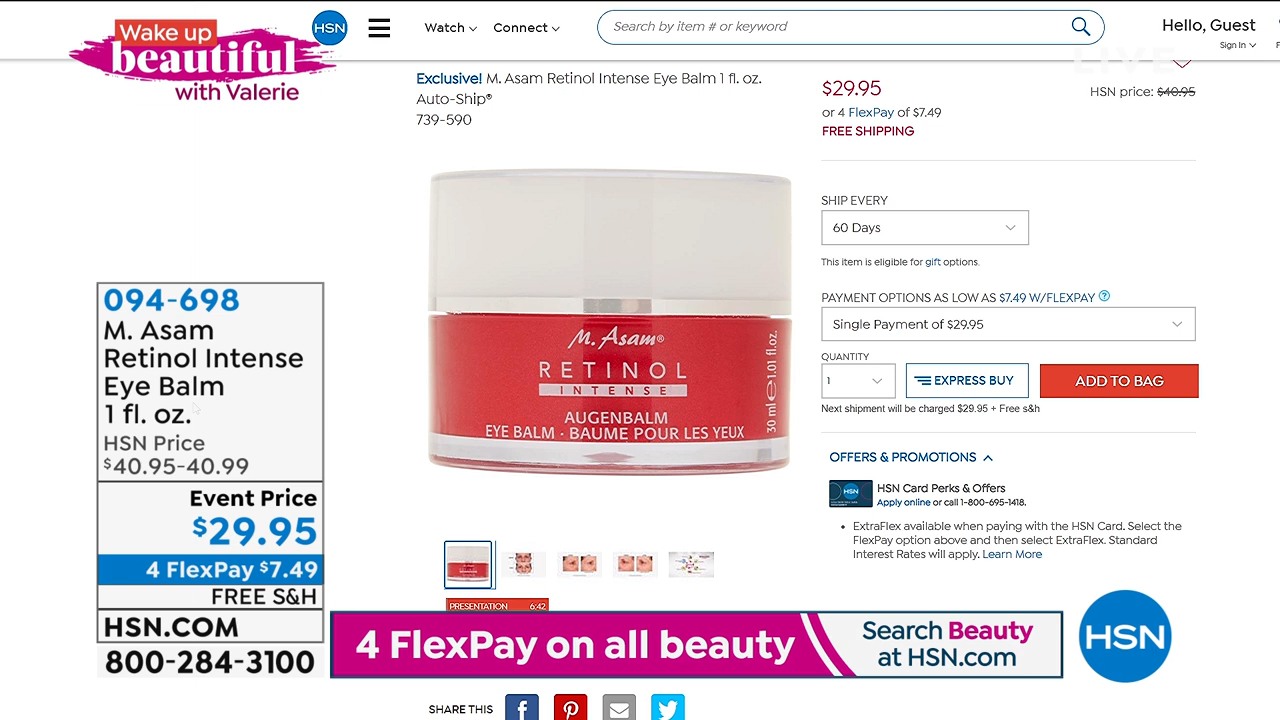 Wake up
beautiful
with Valerie
HSN
Watch
Connect
Search by item # or keyword
Hello, Guest
Sign In
LIVE
Exclusive! M. Asam Retinol Intense Eye Balm 1 fl. oz.
Auto-Ship®
739-590
$29.95
HSN price: $40.95
or 4 FlexPay of $7.49
FREE SHIPPING
SHIP EVERY
60 Days
This item is eligible for gift options.
PAYMENT OPTIONS AS LOW AS $7.49 W/FLEXPAY ?
Single Payment of $29.95
QUANTITY
1
EXPRESS BUY
ADD TO BAG
Next shipment will be charged $29.95 + Free s&h
OFFERS & PROMOTIONS
HSN
HSN Card Perks & Offers
Apply online or call 1-800-695-1418.
• ExtraFlex available when paying with the HSN Card. Select the
FlexPay option above and then select ExtraFlex. Standard
Interest Rates will apply. Learn More
M. Asam®
RETINOL
INTENSE
AUGENBALM
EYE BALM · BAUME POUR LES YEUX
30 ml ℮ 1.01 fl.oz.
094-698
M. Asam
Retinol Intense
Eye Balm
1 fl. oz.
HSN Price
$40.95-40.99
Event Price
$29.95
4 FlexPay $7.49
FREE S&H
HSN.COM
800-284-3100
PRESENTATION 6:42
4 FlexPay on all beauty
Search Beauty
at HSN.com
HSN
SHARE THIS